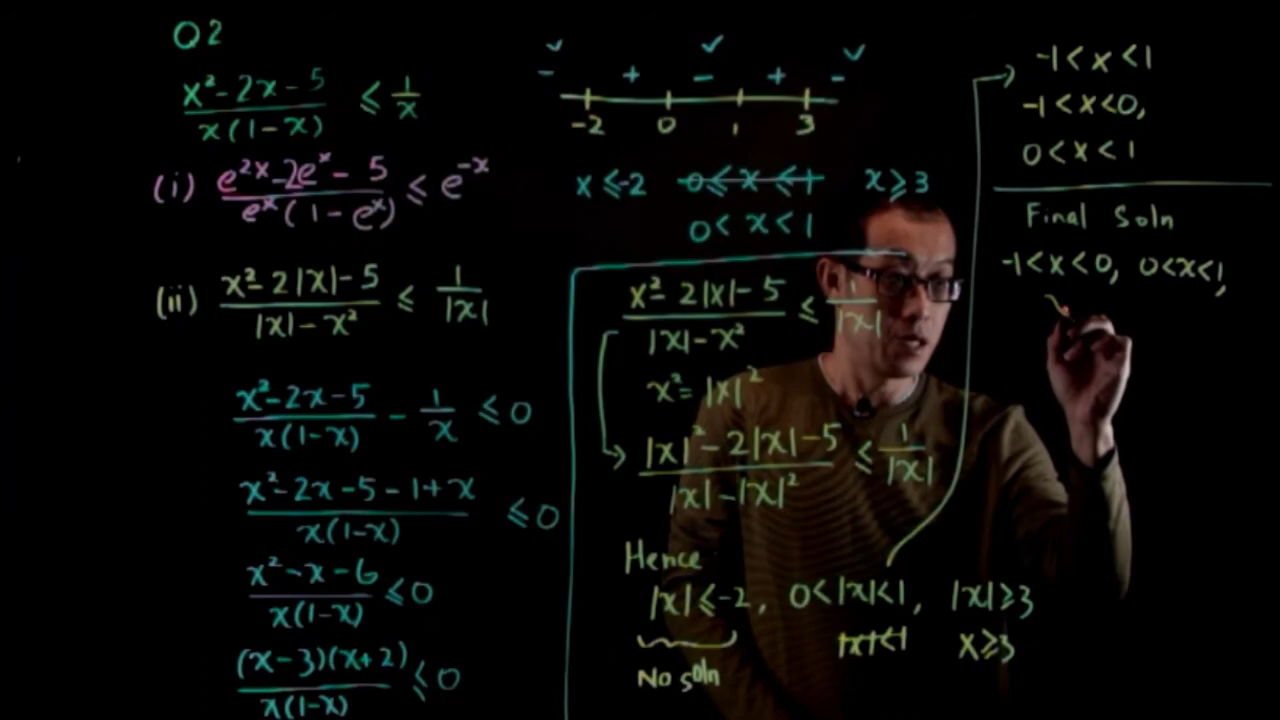 Q2
x² - 2x - 5 / x(1-x) ≤ 1/x
(i) e²ˣ - 2eˣ - 5 / eˣ(1 - eˣ) ≤ e⁻ˣ
(ii) x² - 2|x| - 5 / |x| - x² ≤ 1/|x|
x² - 2x - 5 / x(1-x) - 1/x ≤ 0
x² - 2x - 5 - 1 + x / x(1-x) ≤ 0
x² - x - 6 / x(1-x) ≤ 0
(x-3)(x+2) / x(1-x) ≤ 0
✓ ✓ ✓
- + - + -
-2 0 1 3
x ≤ -2 0 ≤ x ≤ 1 x ≥ 3
0 < x < 1
x² - 2|x| - 5 / |x| - x² ≤ 1/|x|
x² = |x|²
|x|² - 2|x| - 5 / |x| - |x|² ≤ 1/|x|
Hence
|x| ≤ -2, 0 < |x| < 1, |x| ≥ 3
|x| < 1 x ≥ 3
No soln
-1 < x < 1
-1 < x < 0,
0 < x < 1
Final Soln
-1 < x < 0, 0 < x < 1,